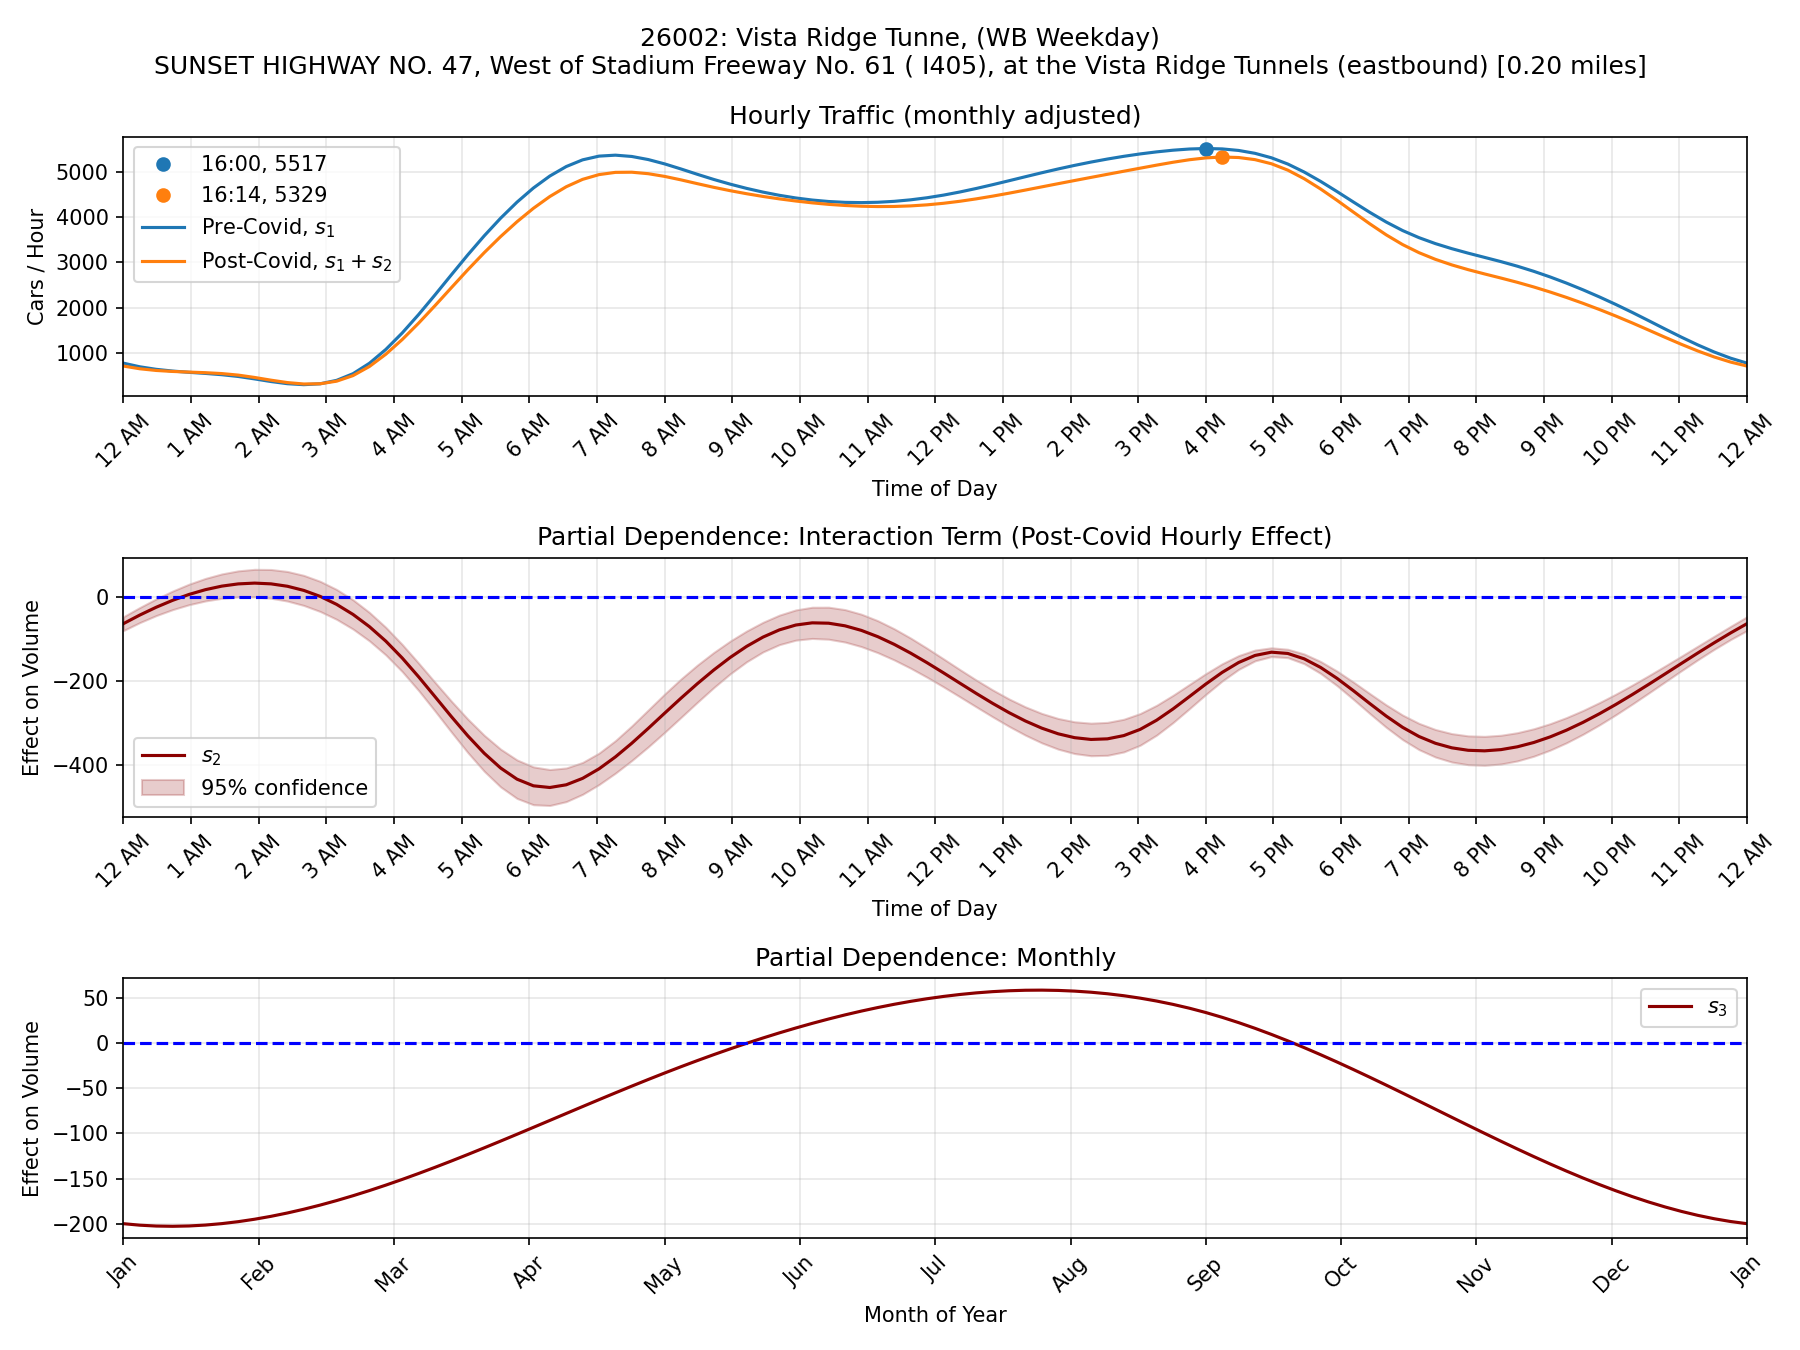 26002: Vista Ridge Tunne, (WB Weekday)
SUNSET HIGHWAY NO. 47, West of Stadium Freeway No. 61 ( I405), at the Vista Ridge Tunnels (eastbound) [0.20 miles]
Hourly Traffic (monthly adjusted)
Cars / Hour
5000
4000
3000
2000
1000
16:00, 5517
16:14, 5329
Pre-Covid, s1
Post-Covid, s1 + s2
12 AM 1 AM 2 AM 3 AM 4 AM 5 AM 6 AM 7 AM 8 AM 9 AM 10 AM 11 AM 12 PM 1 PM 2 PM 3 PM 4 PM 5 PM 6 PM 7 PM 8 PM 9 PM 10 PM 11 PM 12 AM
Time of Day
Partial Dependence: Interaction Term (Post-Covid Hourly Effect)
Effect on Volume
0
−200
−400
s2
95% confidence
12 AM 1 AM 2 AM 3 AM 4 AM 5 AM 6 AM 7 AM 8 AM 9 AM 10 AM 11 AM 12 PM 1 PM 2 PM 3 PM 4 PM 5 PM 6 PM 7 PM 8 PM 9 PM 10 PM 11 PM 12 AM
Time of Day
Partial Dependence: Monthly
Effect on Volume
50
0
−50
−100
−150
−200
s3
Jan Feb Mar Apr May Jun Jul Aug Sep Oct Nov Dec Jan
Month of Year